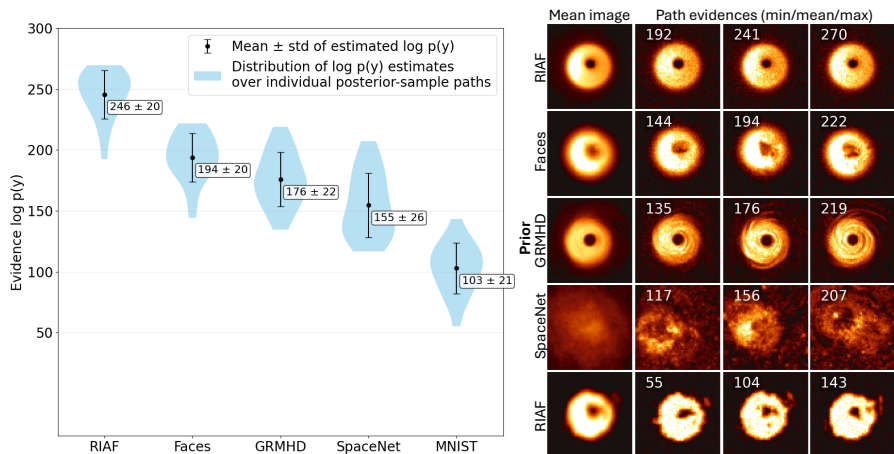 300
250
200
150
100
50
Evidence log p(y)
Mean ± std of estimated log p(y)
Distribution of log p(y) estimates
over individual posterior-sample paths
246 ± 20
194 ± 20
176 ± 22
155 ± 26
103 ± 21
RIAF
Faces
GRMHD
SpaceNet
MNIST
Mean image
Path evidences (min/mean/max)
Prior
RIAF
192
241
270
Faces
144
194
222
GRMHD
135
176
219
SpaceNet
117
156
207
RIAF
55
104
143